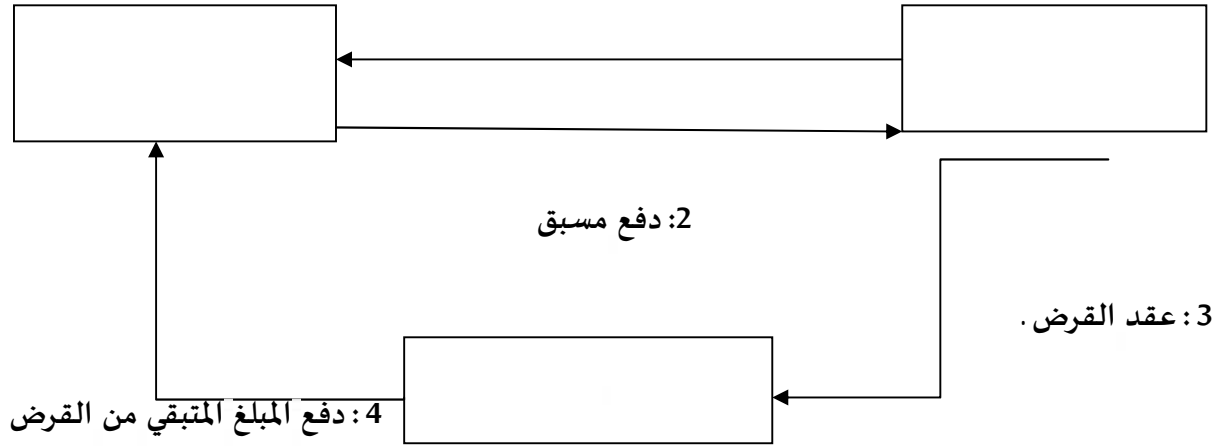 2: دفع مسبق
3: عقد القرض.
4: دفع المبلغ المتبقي من القرض